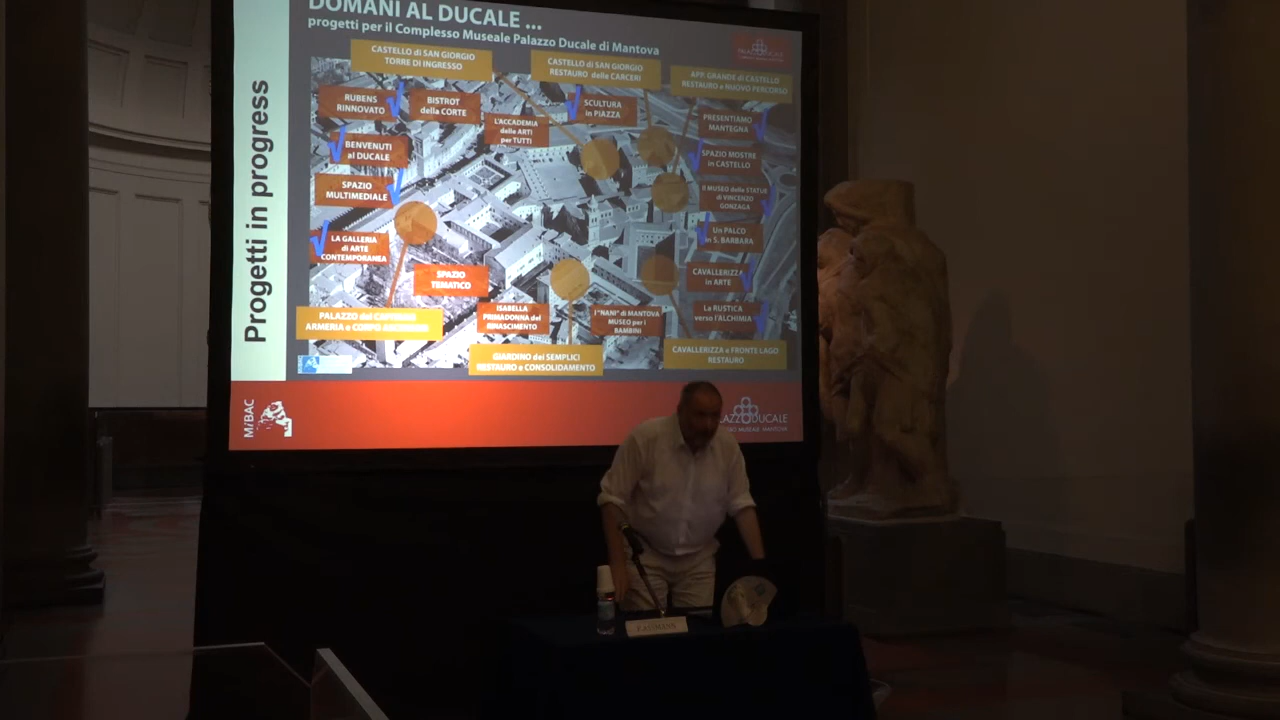 DOMANI AL DUCALE ...
progetti per il Complesso Museale Palazzo Ducale di Mantova
Progetti in progress
CASTELLO di SAN GIORGIO
TORRE DI INGRESSO
CASTELLO di SAN GIORGIO
RESTAURO delle CARCERI
APP. GRANDE di CASTELLO
RESTAURO e NUOVO PERCORSO
RUBENS
RINNOVATO
BISTROT
della CORTE
L'ACCADEMIA
delle ARTI
per TUTTI
SCULTURA
in PIAZZA
PRESENTIAMO
MANTEGNA
BENVENUTI
al DUCALE
SPAZIO MOSTRE
in CASTELLO
SPAZIO
MULTIMEDIALE
Il MUSEO delle STATUE
di VINCENZO
GONZAGA
LA GALLERIA
di ARTE
CONTEMPORANEA
Un PALCO
in S. BARBARA
SPAZIO
TEMATICO
CAVALLERIZZA
in ARTE
PALAZZO del CAPITANO
ARMERIA e CORPO
ISABELLA
PRIMADONNA del
RINASCIMENTO
I "NANI" di MANTOVA
MUSEO per i
BAMBINI
La RUSTICA
verso l'ALCHIMIA
GIARDINO dei SEMPLICI
RESTAURO e CONSOLIDAMENTO
CAVALLERIZZA e FRONTE LAGO
RESTAURO
MiBAC
PALAZZO DUCALE
MUSEALE MANTOVA